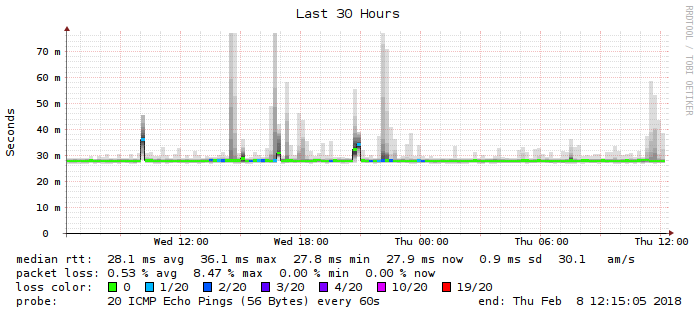 Last 30 Hours
RRDTOOL / TOBI OETIKER
Seconds
70 m
60 m
50 m
40 m
30 m
20 m
10 m
0
Wed 12:00 Wed 18:00 Thu 00:00 Thu 06:00 Thu 12:00
median rtt: 28.1 ms avg 36.1 ms max 27.8 ms min 27.9 ms now 0.9 ms sd 30.1 am/s
packet loss: 0.53 % avg 8.47 % max 0.00 % min 0.00 % now
loss color: 0 1/20 2/20 3/20 4/20 10/20 19/20
probe: 20 ICMP Echo Pings (56 Bytes) every 60s end: Thu Feb 8 12:15:05 2018